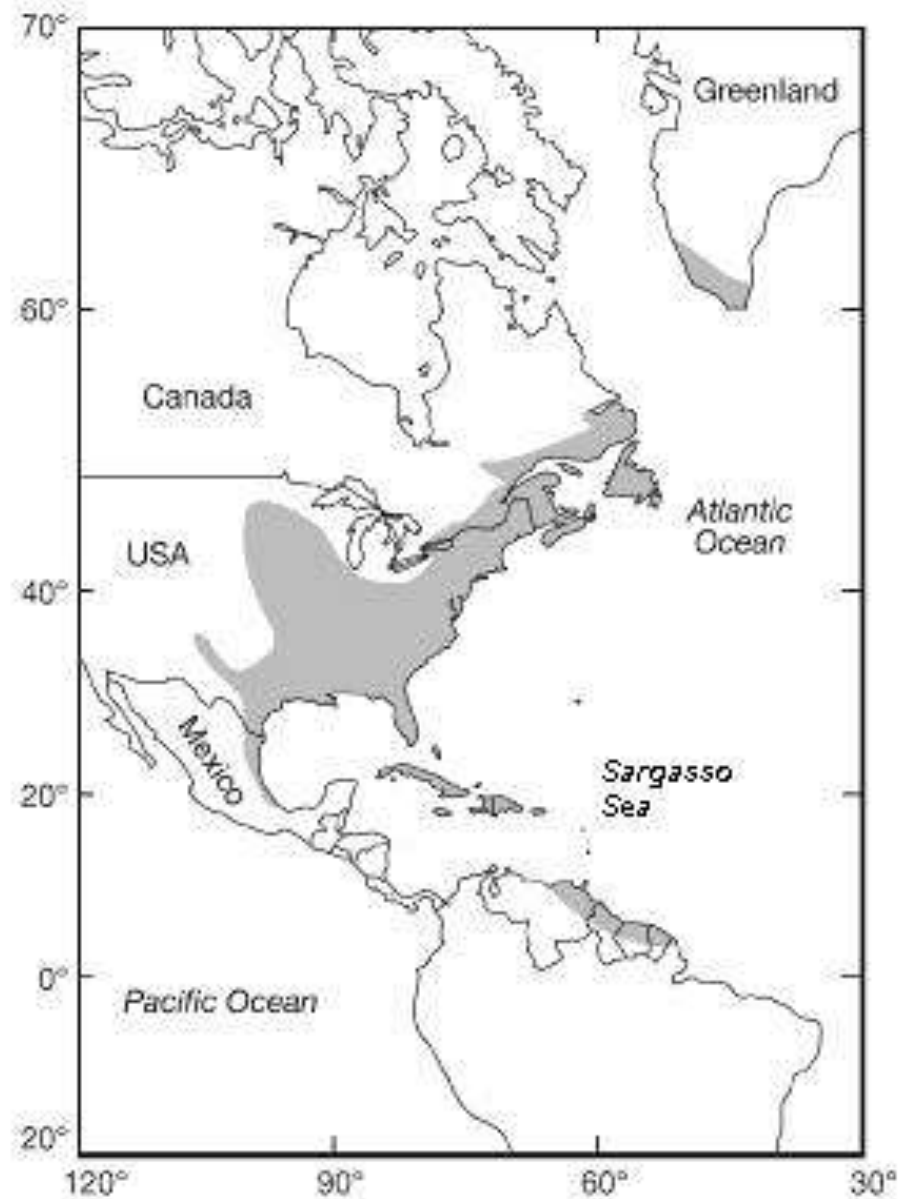 70°
Greenland
60°
Canada
Atlantic
Ocean
USA
40°
Mexico
Sargasso
Sea
20°
0°
Pacific Ocean
20°
120°
90°
60°
30°